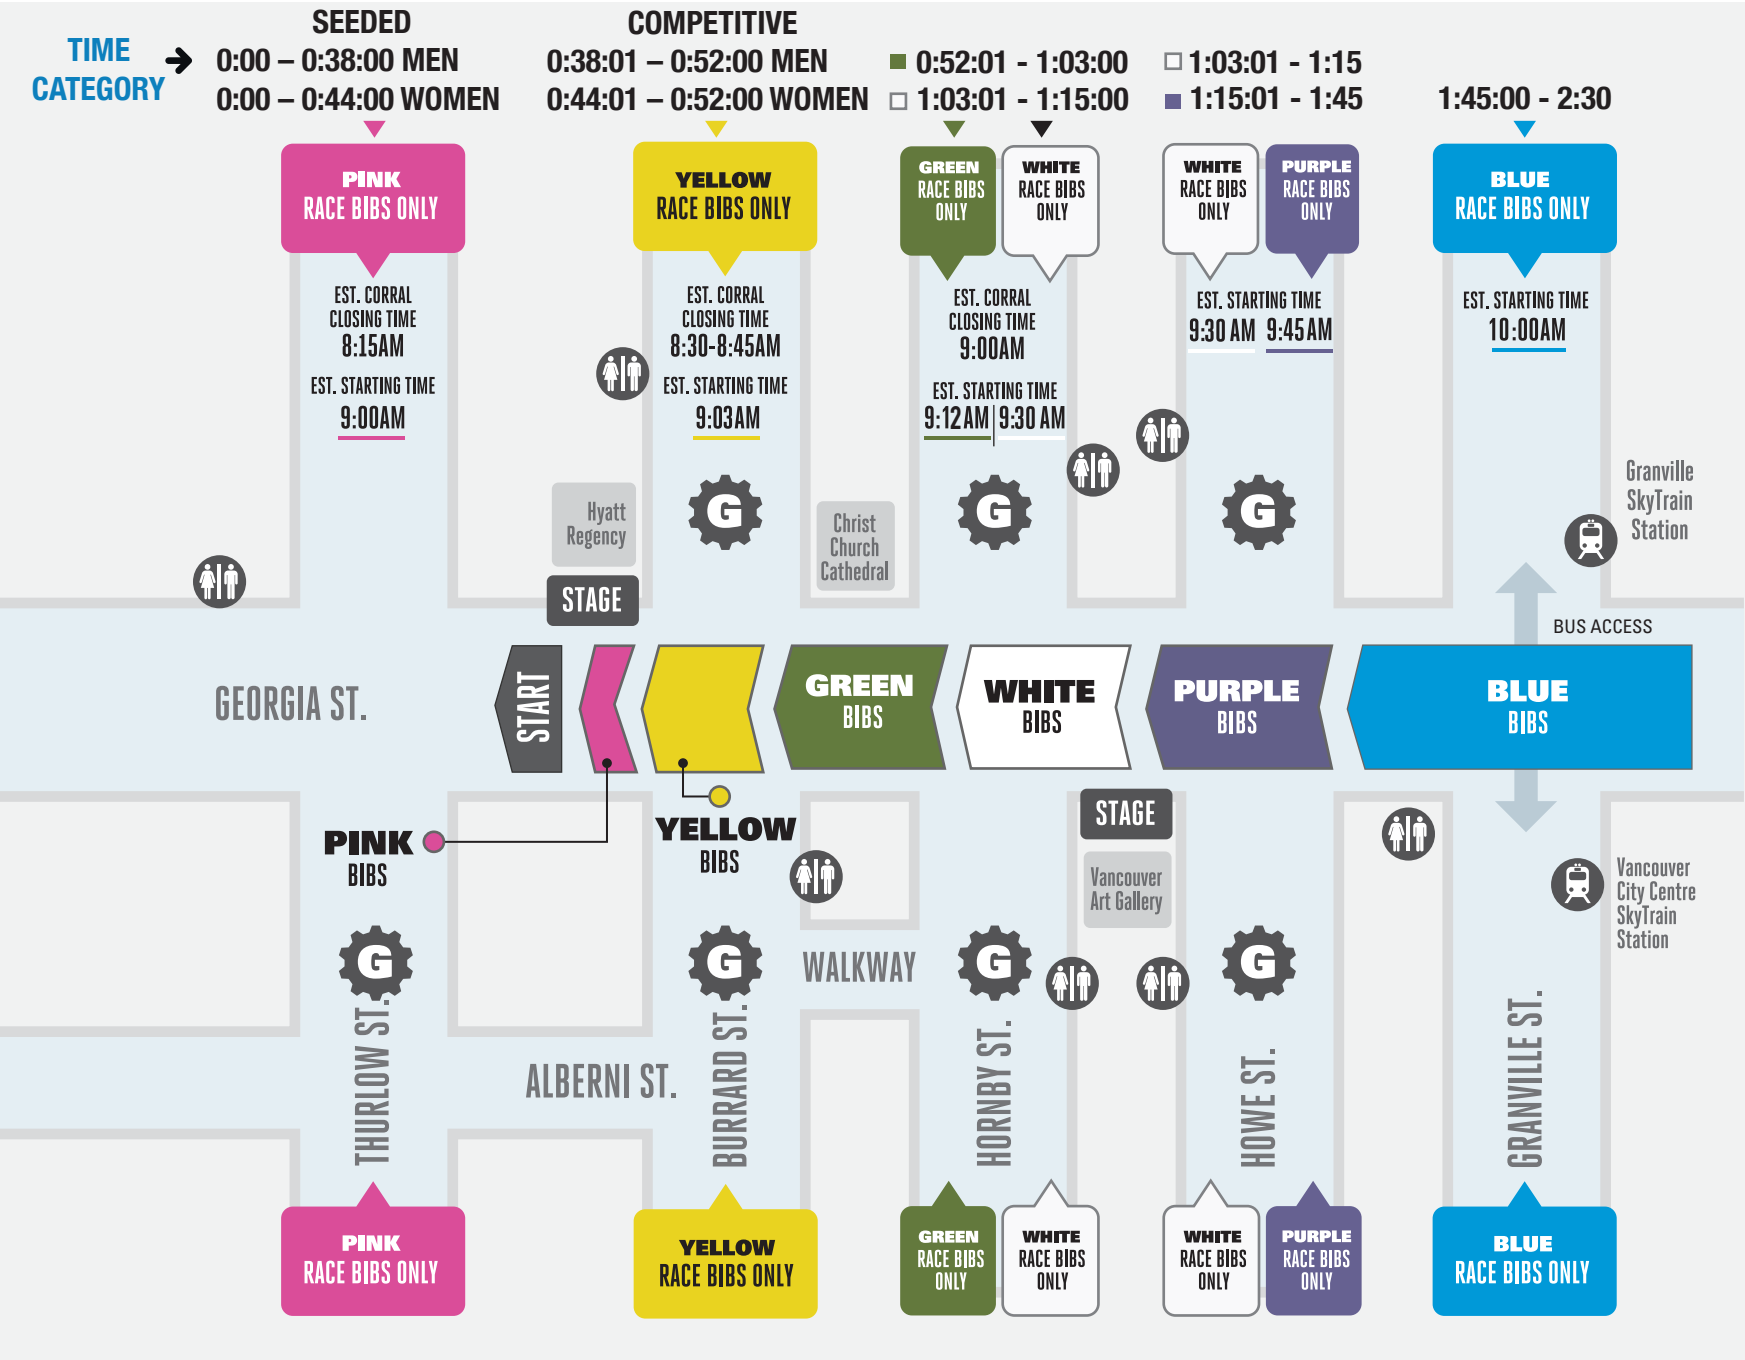 TIME
CATEGORY
SEEDED
0:00 – 0:38:00 MEN
0:00 – 0:44:00 WOMEN
COMPETITIVE
0:38:01 – 0:52:00 MEN
0:44:01 – 0:52:00 WOMEN
0:52:01 - 1:03:00
1:03:01 - 1:15:00
1:03:01 - 1:15
1:15:01 - 1:45
1:45:00 - 2:30
PINK
RACE BIBS ONLY
YELLOW
RACE BIBS ONLY
GREEN
RACE BIBS
ONLY
WHITE
RACE BIBS
ONLY
WHITE
RACE BIBS
ONLY
PURPLE
RACE BIBS
ONLY
BLUE
RACE BIBS ONLY
EST. CORRAL
CLOSING TIME
8:15AM
EST. STARTING TIME
9:00AM
EST. CORRAL
CLOSING TIME
8:30-8:45AM
EST. STARTING TIME
9:03AM
EST. CORRAL
CLOSING TIME
9:00AM
EST. STARTING TIME
9:12AM 9:30 AM
EST. STARTING TIME
9:30 AM 9:45 AM
EST. STARTING TIME
10:00AM
Hyatt
Regency
STAGE
G
Christ
Church
Cathedral
G
G
Granville
SkyTrain
Station
BUS ACCESS
GEORGIA ST.
START
GREEN
BIBS
WHITE
BIBS
PURPLE
BIBS
BLUE
BIBS
PINK
BIBS
YELLOW
BIBS
STAGE
Vancouver
Art Gallery
Vancouver
City Centre
SkyTrain
Station
G
G
WALKWAY
G
G
THURLOW ST.
ALBERNI ST.
BURRARD ST.
HORNBY ST.
HOWE ST.
GRANVILLE ST.
PINK
RACE BIBS ONLY
YELLOW
RACE BIBS ONLY
GREEN
RACE BIBS
ONLY
WHITE
RACE BIBS
ONLY
WHITE
RACE BIBS
ONLY
PURPLE
RACE BIBS
ONLY
BLUE
RACE BIBS ONLY